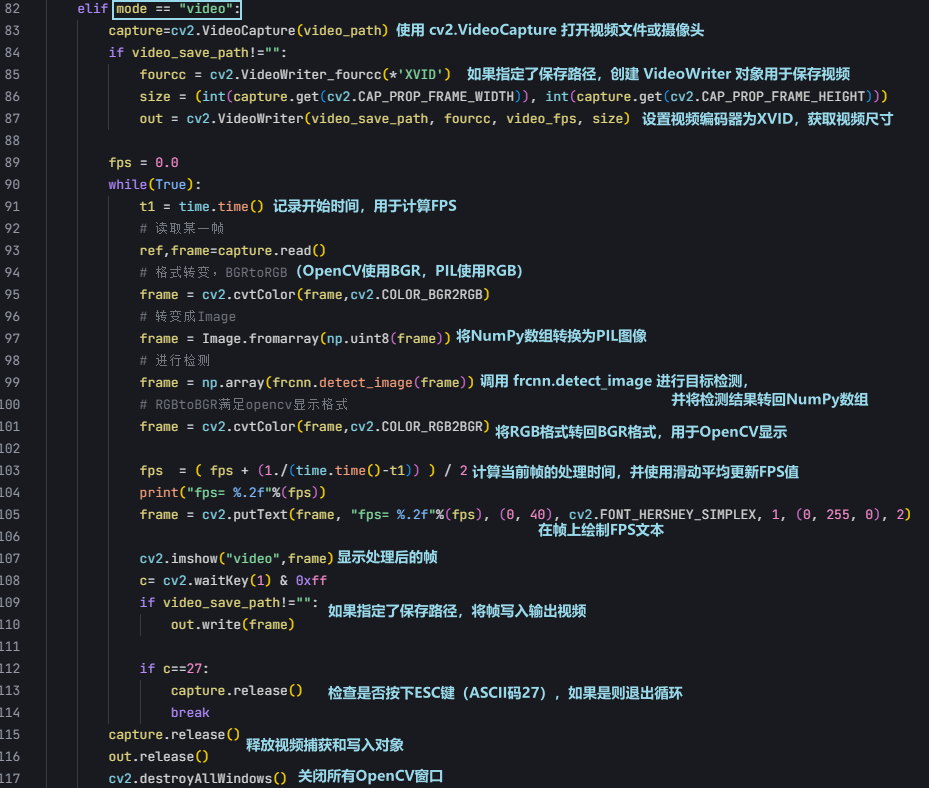 82 elif mode == "video":
83 capture=cv2.VideoCapture(video_path) 使用 cv2.VideoCapture 打开视频文件或摄像头
84 if video_save_path!="":
85 fourcc = cv2.VideoWriter_fourcc(*'XVID') 如果指定了保存路径，创建 VideoWriter 对象用于保存视频
86 size = (int(capture.get(cv2.CAP_PROP_FRAME_WIDTH)), int(capture.get(cv2.CAP_PROP_FRAME_HEIGHT)))
87 out = cv2.VideoWriter(video_save_path, fourcc, video_fps, size) 设置视频编码器为XVID，获取视频尺寸
88
89 fps = 0.0
90 while(True):
91 t1 = time.time() 记录开始时间，用于计算FPS
92 # 读取某一帧
93 ref,frame=capture.read()
94 # 格式转变，BGRtoRGB（OpenCV使用BGR，PIL使用RGB）
95 frame = cv2.cvtColor(frame,cv2.COLOR_BGR2RGB)
96 # 转变成Image
97 frame = Image.fromarray(np.uint8(frame)) 将NumPy数组转换为PIL图像
98 # 进行检测
99 frame = np.array(frcnn.detect_image(frame)) 调用 frcnn.detect_image 进行目标检测，
100 # RGBtoBGR满足opencv显示格式 并将检测结果转回NumPy数组
101 frame = cv2.cvtColor(frame,cv2.COLOR_RGB2BGR) 将RGB格式转回BGR格式，用于OpenCV显示
102
103 fps  = ( fps + (1./(time.time()-t1)) ) / 2 计算当前帧的处理时间，并使用滑动平均更新FPS值
104 print("fps= %.2f"%(fps))
105 frame = cv2.putText(frame, "fps= %.2f"%(fps), (0, 40), cv2.FONT_HERSHEY_SIMPLEX, 1, (0, 255, 0), 2)
106 在帧上绘制FPS文本
107 cv2.imshow("video",frame) 显示处理后的帧
108 c= cv2.waitKey(1) & 0xff
109 if video_save_path!="": 如果指定了保存路径，将帧写入输出视频
110 out.write(frame)
111
112 if c==27:
113 capture.release() 检查是否按下ESC键（ASCII码27），如果是则退出循环
114 break
115 capture.release() 释放视频捕获和写入对象
116 out.release()
117 cv2.destroyAllWindows() 关闭所有OpenCV窗口